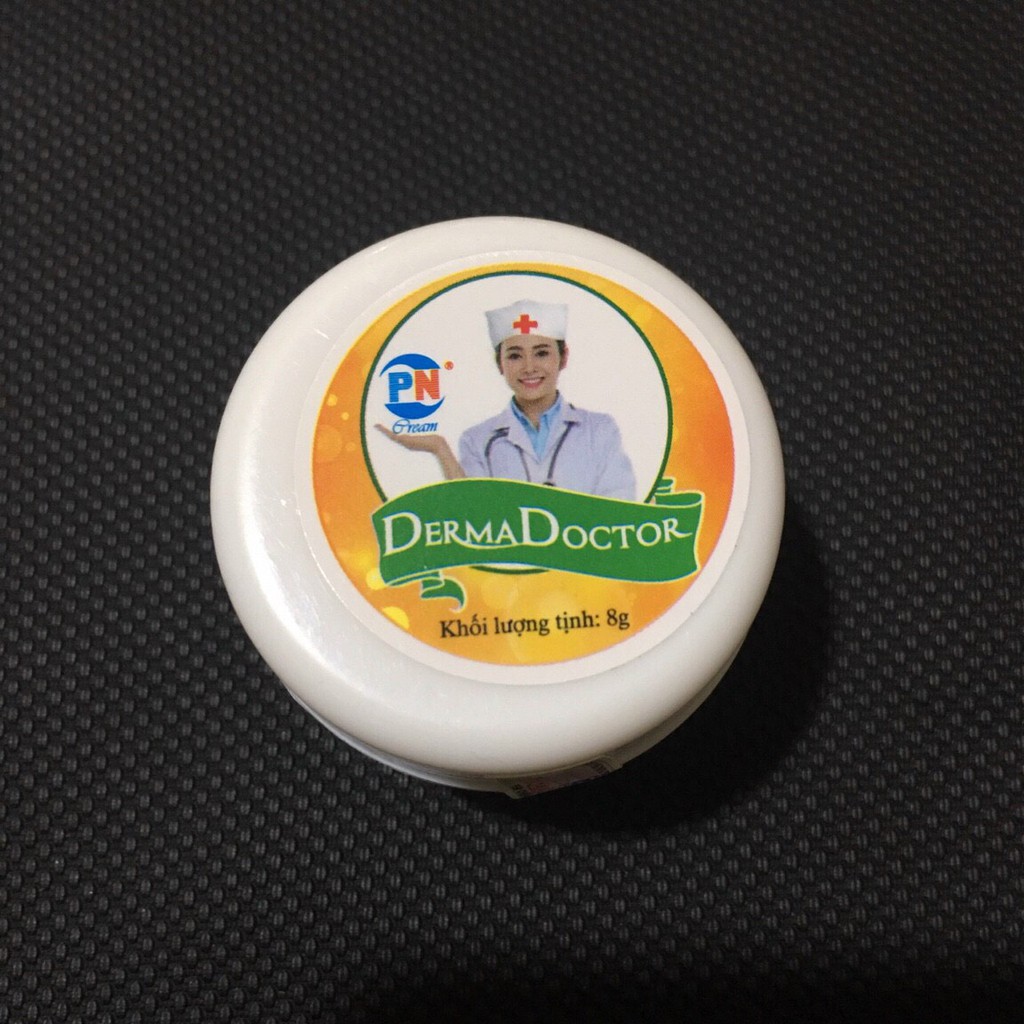 PN®
Cream
DERMADOCTOR
Khối lượng tịnh: 8g